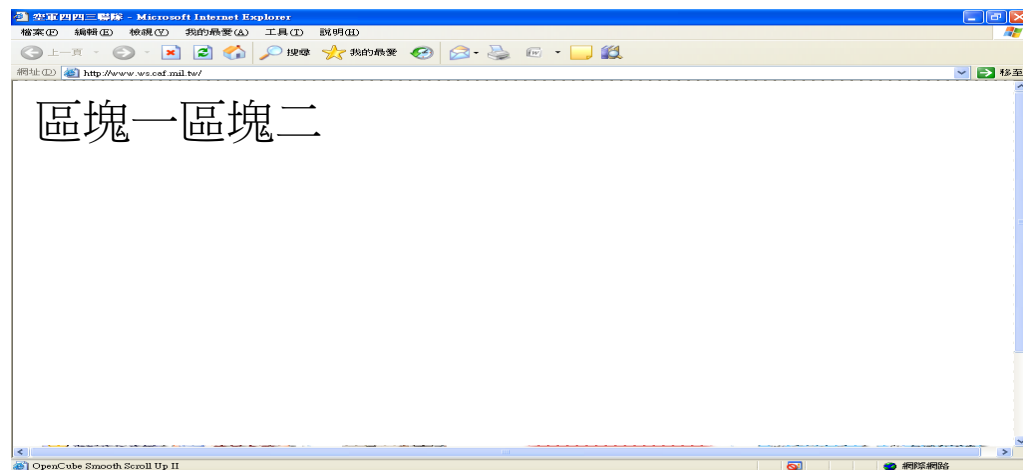 空軍四四三聯隊 - Microsoft Internet Explorer
檔案(F) 編輯(E) 檢視(V) 我的最愛(A) 工具(T) 說明(H)
上一頁 搜尋 我的最愛
網址(D) http://www.ws.caf.mil.tw/ 移至
區塊一區塊二
OpenCube Smooth Scroll Up II 網際網路